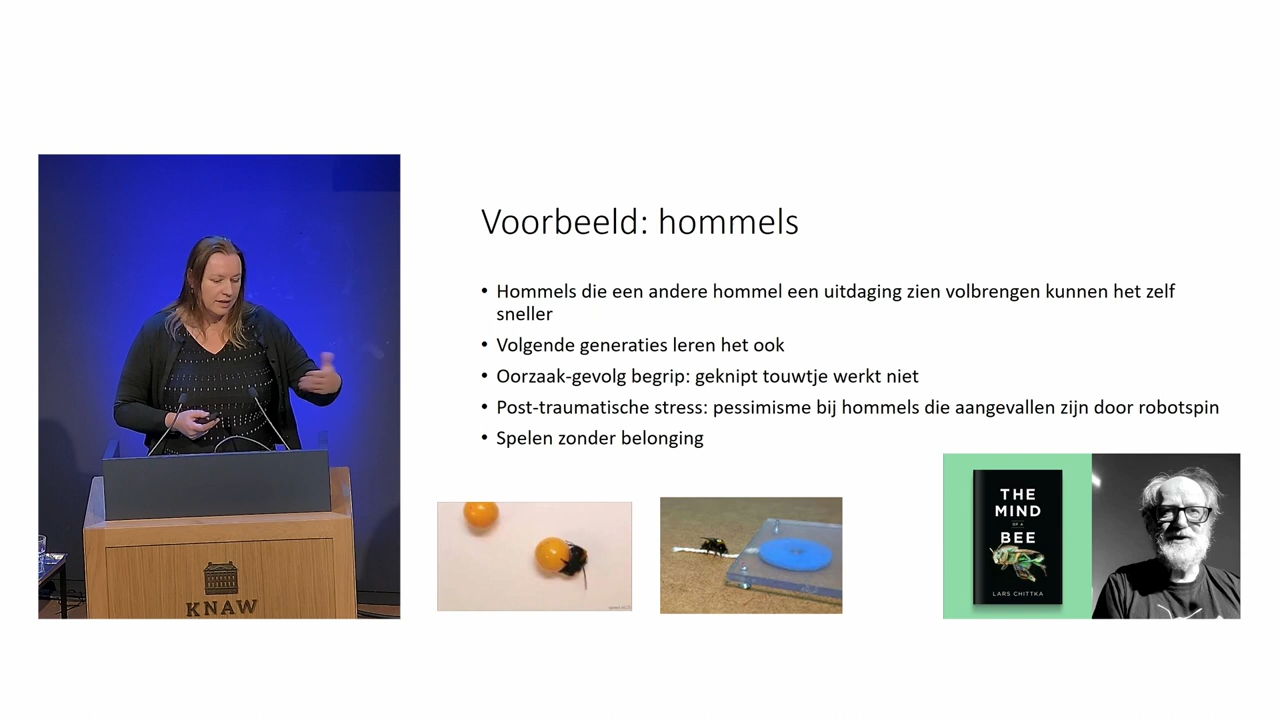 Voorbeeld: hommels
• Hommels die een andere hommel een uitdaging zien volbrengen kunnen het zelf
sneller
• Volgende generaties leren het ook
• Oorzaak-gevolg begrip: geknipt touwtje werkt niet
• Post-traumatische stress: pessimisme bij hommels die aangevallen zijn door robotspin
• Spelen zonder belonging
THE
MIND
OF A
BEE
LARS CHITTKA
KNAW